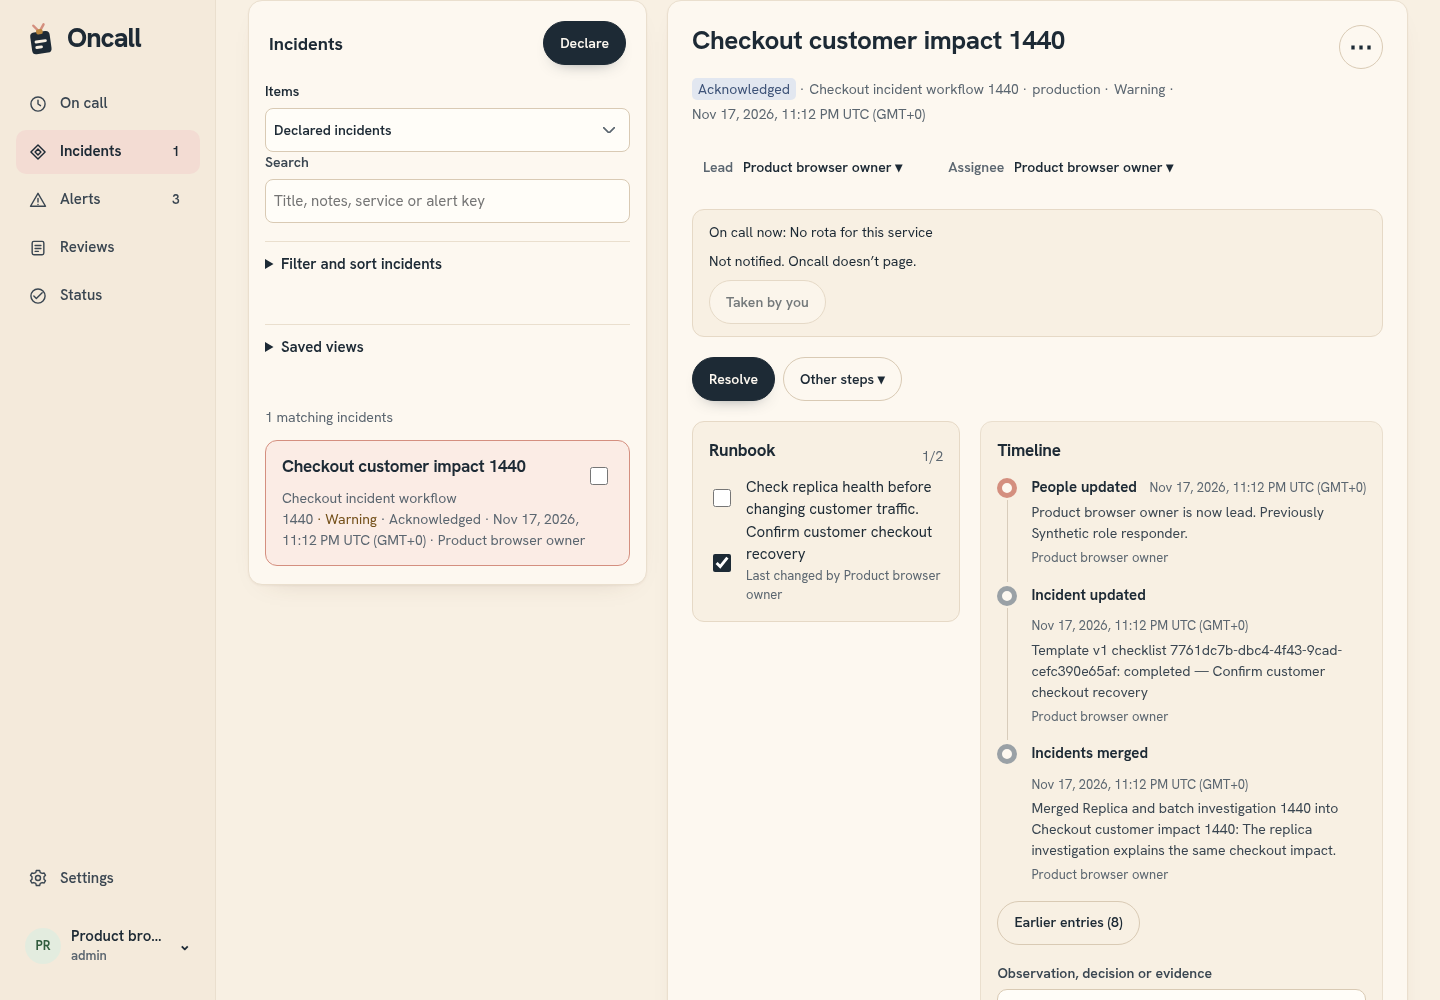 Oncall
On call
Incidents 1
Alerts 3
Reviews
Status
Settings
PR
Product bro...
admin
Incidents
Declare
Items
Declared incidents
Search
Title, notes, service or alert key
Filter and sort incidents
Saved views
1 matching incidents
Checkout customer impact 1440
Checkout incident workflow
1440 · Warning · Acknowledged · Nov 17, 2026,
11:12 PM UTC (GMT+0) · Product browser owner
Checkout customer impact 1440
Acknowledged · Checkout incident workflow 1440 · production · Warning ·
Nov 17, 2026, 11:12 PM UTC (GMT+0)
Lead Product browser owner ▾ Assignee Product browser owner ▾
On call now: No rota for this service
Not notified. Oncall doesn’t page.
Taken by you
Resolve
Other steps ▾
Runbook
1/2
Check replica health before
changing customer traffic.
Confirm customer checkout
recovery
Last changed by Product browser
owner
Timeline
People updated Nov 17, 2026, 11:12 PM UTC (GMT+0)
Product browser owner is now lead. Previously
Synthetic role responder.
Product browser owner
Incident updated
Nov 17, 2026, 11:12 PM UTC (GMT+0)
Template v1 checklist 7761dc7b-dbc4-4f43-9cad-
cefc390e65af: completed — Confirm customer
checkout recovery
Product browser owner
Incidents merged
Nov 17, 2026, 11:12 PM UTC (GMT+0)
Merged Replica and batch investigation 1440 into
Checkout customer impact 1440: The replica
investigation explains the same checkout impact.
Product browser owner
Earlier entries (8)
Observation, decision or evidence